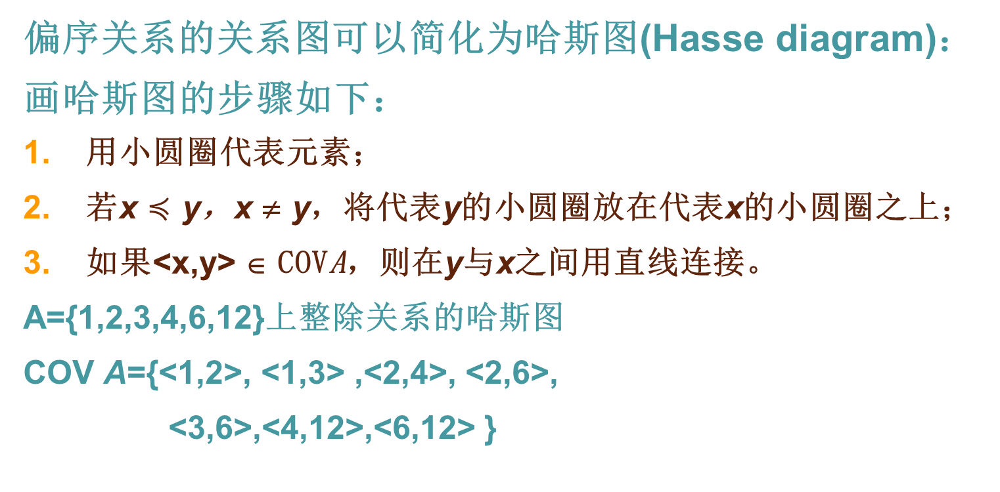 偏序关系的关系图可以简化为哈斯图(Hasse diagram)：
画哈斯图的步骤如下：
1. 用小圆圈代表元素；
2. 若x ≼ y，x ≠ y，将代表y的小圆圈放在代表x的小圆圈之上；
3. 如果<x,y> ∈ COVA，则在y与x之间用直线连接。
A={1,2,3,4,6,12}上整除关系的哈斯图
COV A={<1,2>, <1,3> ,<2,4>, <2,6>,
<3,6>,<4,12>,<6,12> }